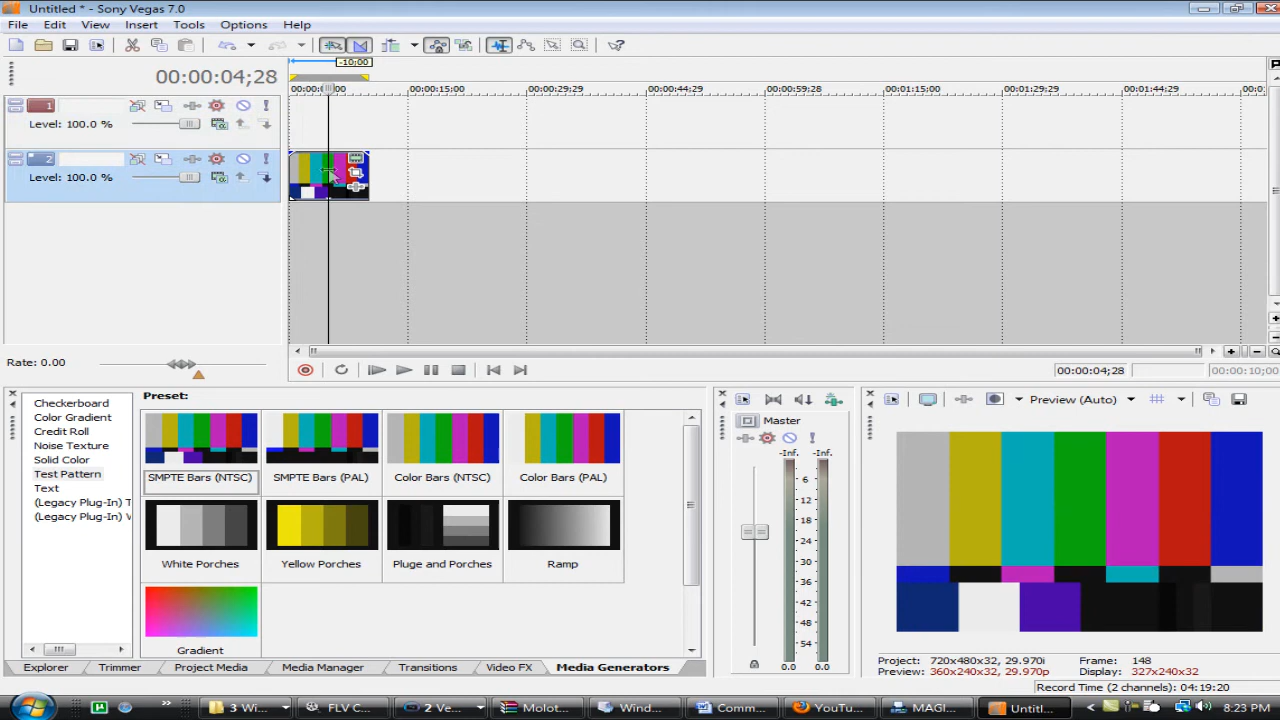 Untitled * - Sony Vegas 7.0
File Edit View Insert Tools Options Help
-10;00
00:00:04;28
00:00:15;00 00:00:29;29 00:00:44;29 00:00:59;28 00:01:15;00 00:01:29;29 00:01:44;29
1
Level: 100.0 %
2
Level: 100.0 %
Rate: 0.00
00:00:04;28 00:00:10;00
Checkerboard
Color Gradient
Credit Roll
Noise Texture
Solid Color
Test Pattern
Text
(Legacy Plug-In) T
(Legacy Plug-In)
Preset:
SMPTE Bars (NTSC) SMPTE Bars (PAL) Color Bars (NTSC) Color Bars (PAL)
White Porches Yellow Porches Pluge and Porches Ramp
Gradient
Explorer Trimmer Project Media Media Manager Transitions Video FX Media Generators
Master
-Inf. -Inf.
6
12
18
24
30
36
42
54
0.0 0.0
Preview (Auto)
Project: 720x480x32, 29.970i Frame: 148
Preview: 360x240x32, 29.970p Display: 327x240x32
Record Time (2 channels): 04:19:20
3 Wi... FLV C... 2 Ve... Molot... Wind... Comm... YouTu... MAGI... Untitl... 8:23 PM